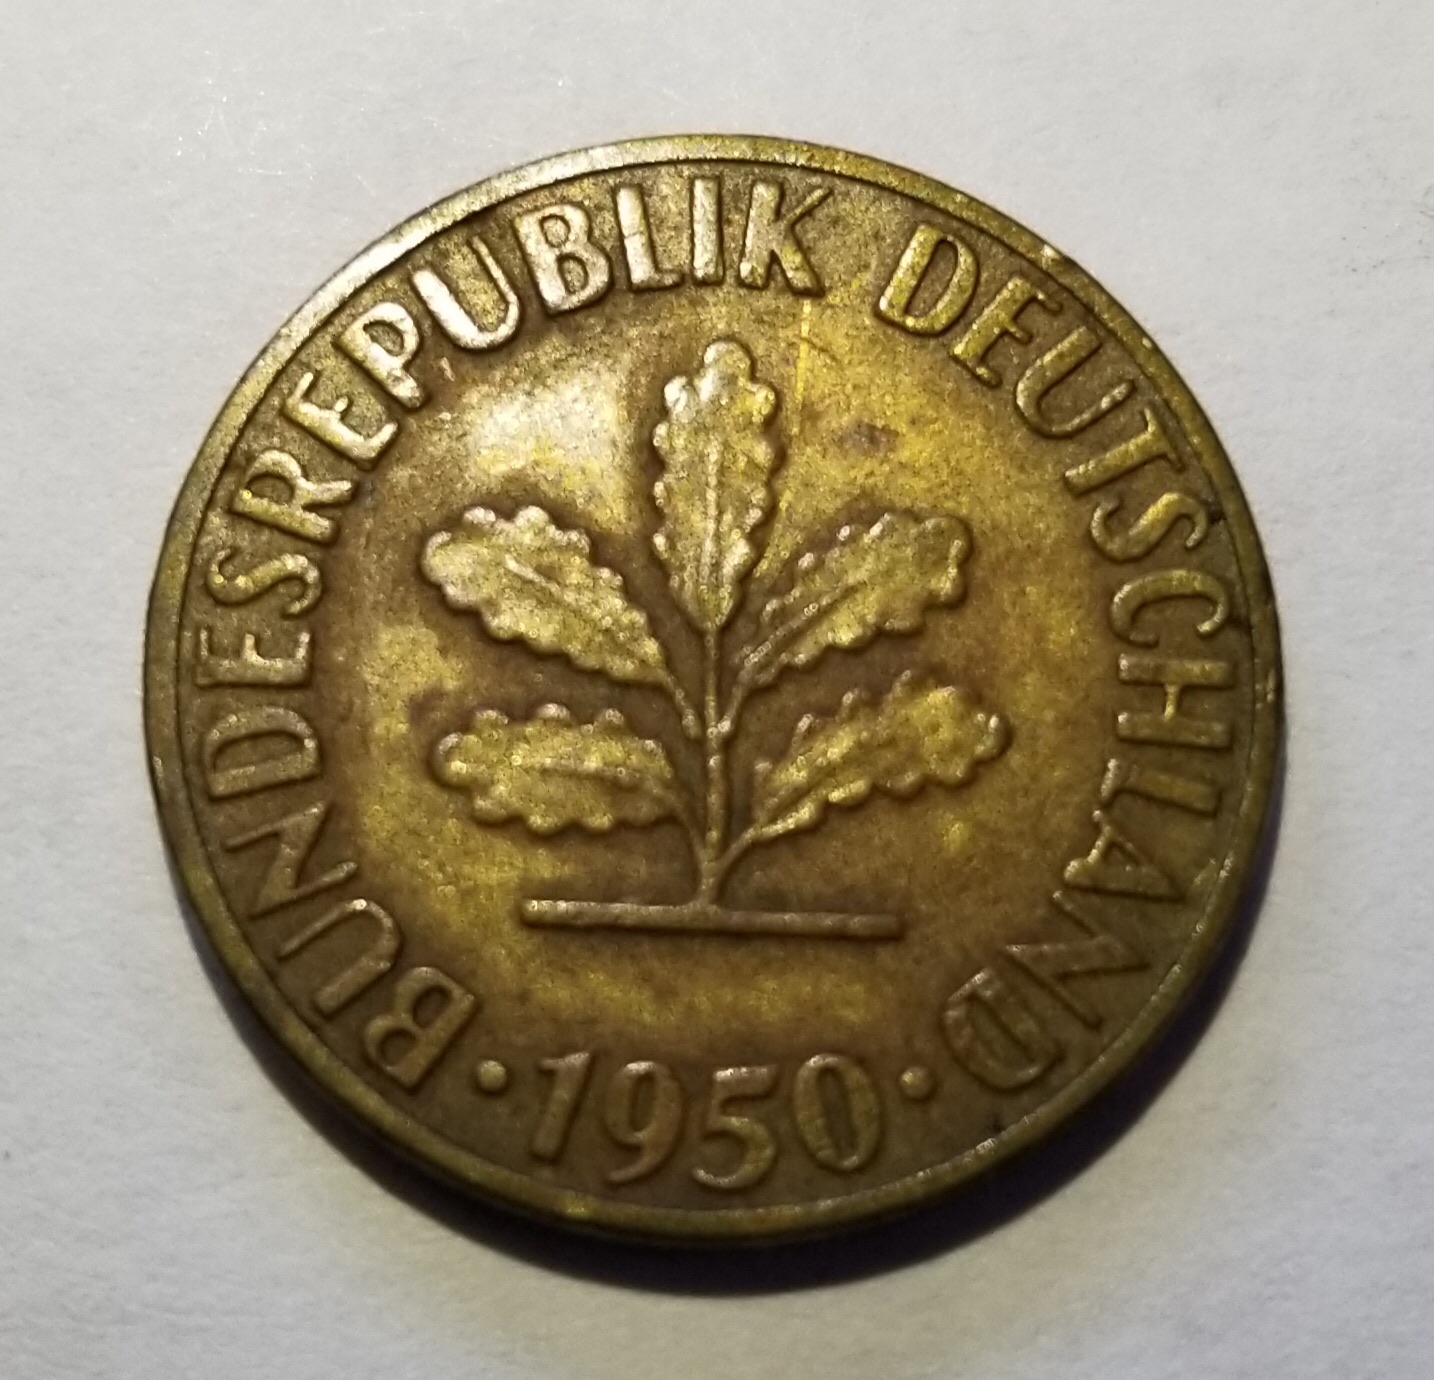 BUNDESREPUBLIK DEUTSCHLAND
· 1950 ·